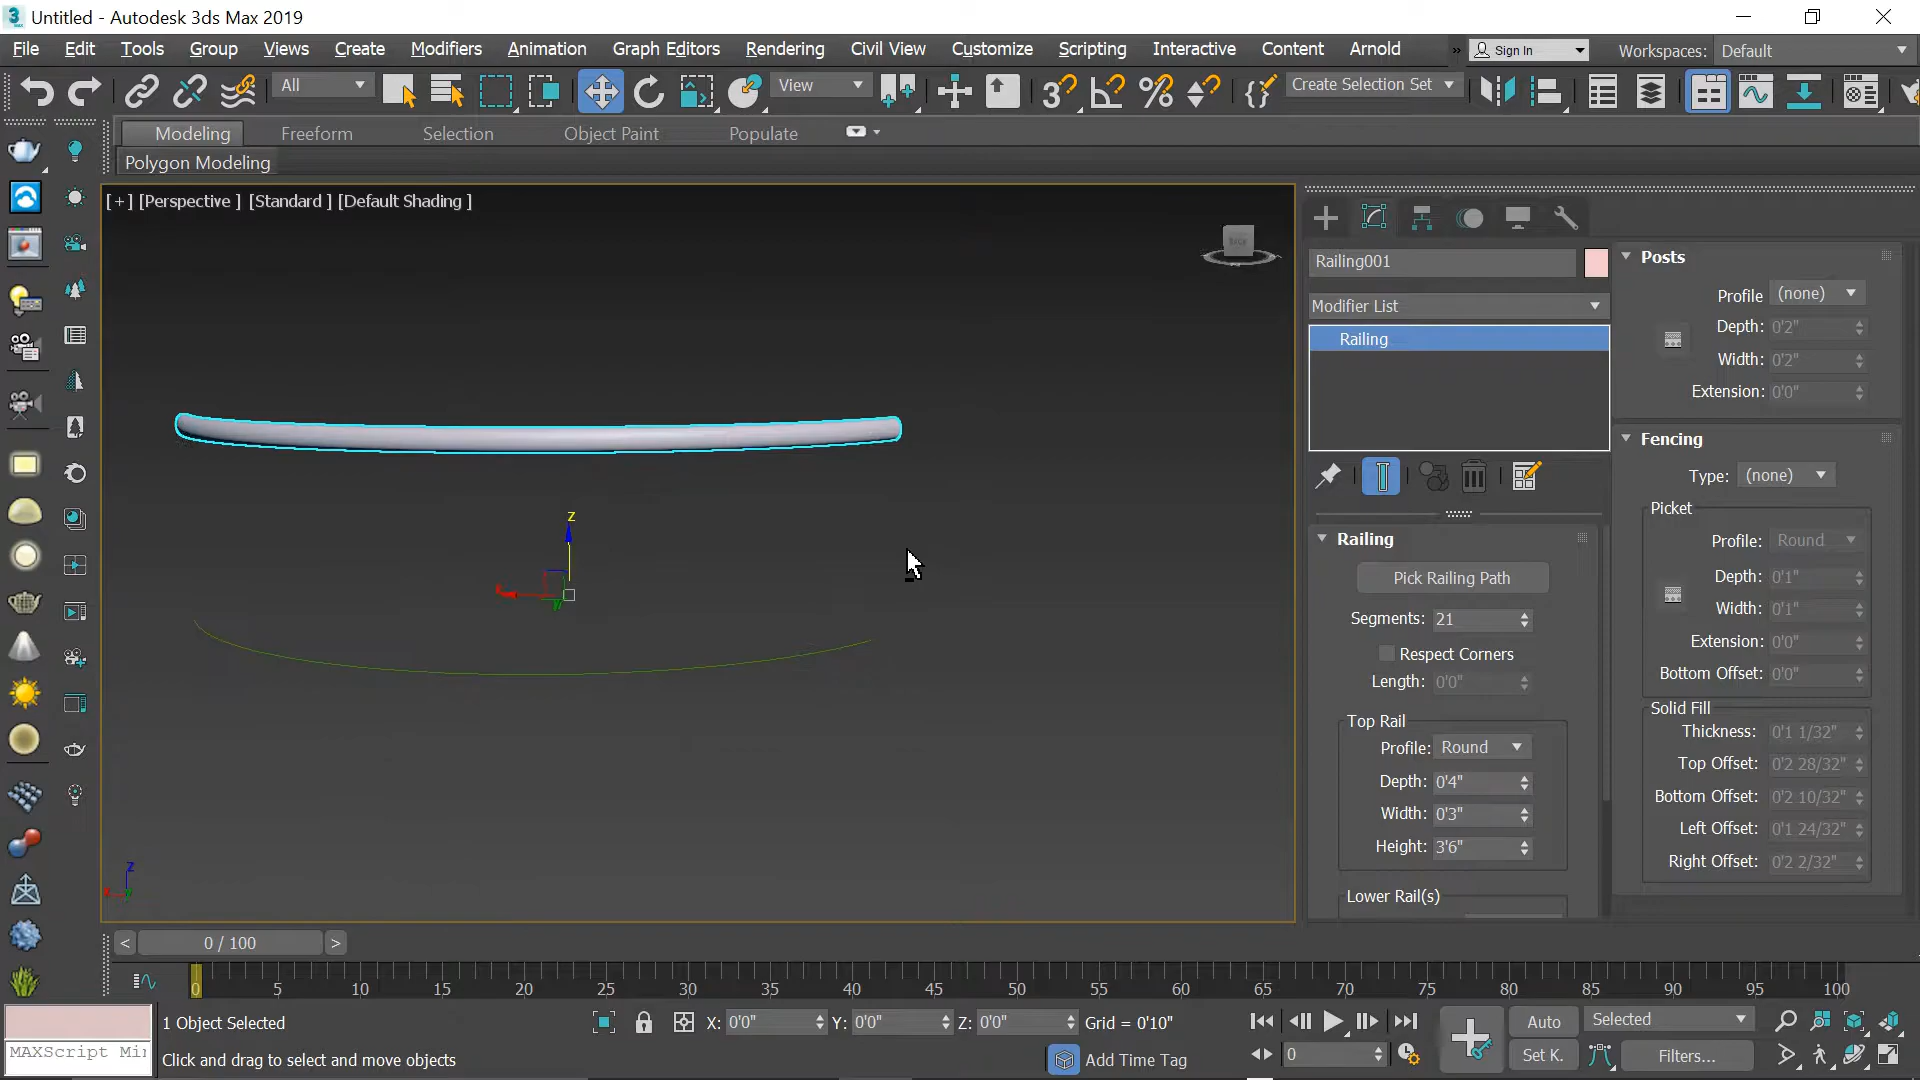 Untitled - Autodesk 3ds Max 2019
File Edit Tools Group Views Create Modifiers Animation Graph Editors Rendering Civil View Customize Scripting Interactive Content Arnold » Sign In Workspaces: Default
All View Create Selection Set
Modeling Freeform Selection Object Paint Populate
Polygon Modeling
[ + ] [Perspective ] [Standard ] [Default Shading ]
Railing001
Modifier List
Railing
Railing
Pick Railing Path
Segments: 21
Respect Corners
Length: 0'0"
Top Rail
Profile: Round
Depth: 0'4"
Width: 0'3"
Height: 3'6"
Lower Rail(s)
Posts
Profile (none)
Depth: 0'2"
Width: 0'2"
Extension: 0'0"
Fencing
Type: (none)
Picket
Profile: Round
Depth: 0'1"
Width: 0'1"
Extension: 0'0"
Bottom Offset: 0'0"
Solid Fill
Thickness: 0'1 1/32"
Top Offset: 0'2 28/32"
Bottom Offset: 0'2 10/32"
Left Offset: 0'1 24/32"
Right Offset: 0'2 2/32"
z
z
< 0 / 100 >
0 5 10 15 20 25 30 35 40 45 50 55 60 65 70 75 80 85 90 95 100
1 Object Selected X: 0'0" Y: 0'0" Z: 0'0" Grid = 0'10" Auto Selected
MAXScript Mi
Click and drag to select and move objects Add Time Tag 0 Set K. Filters...